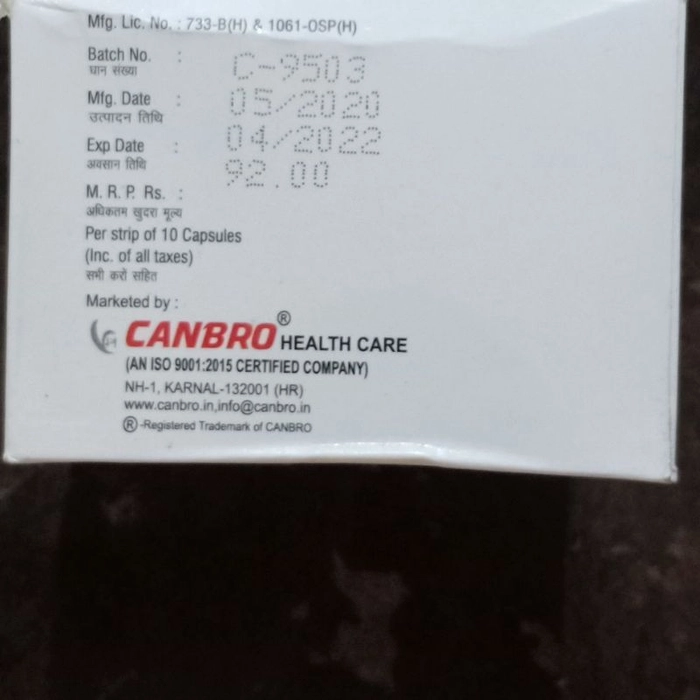 Mfg. Lic. No. : 733-B(H) & 1061-OSP(H)
Batch No. : C-9503
घान संख्या
Mfg. Date : 05/2020
उत्पादन तिथि
Exp Date : 04/2022
अवसान तिथि
92.00
M. R. P. Rs. :
अधिकतम खुदरा मूल्य
Per strip of 10 Capsules
(Inc. of all taxes)
सभी करों सहित
Marketed by :
CANBRO® HEALTH CARE
(AN ISO 9001:2015 CERTIFIED COMPANY)
NH-1, KARNAL-132001 (HR)
www.canbro.in,info@canbro.in
®-Registered Trademark of CANBRO